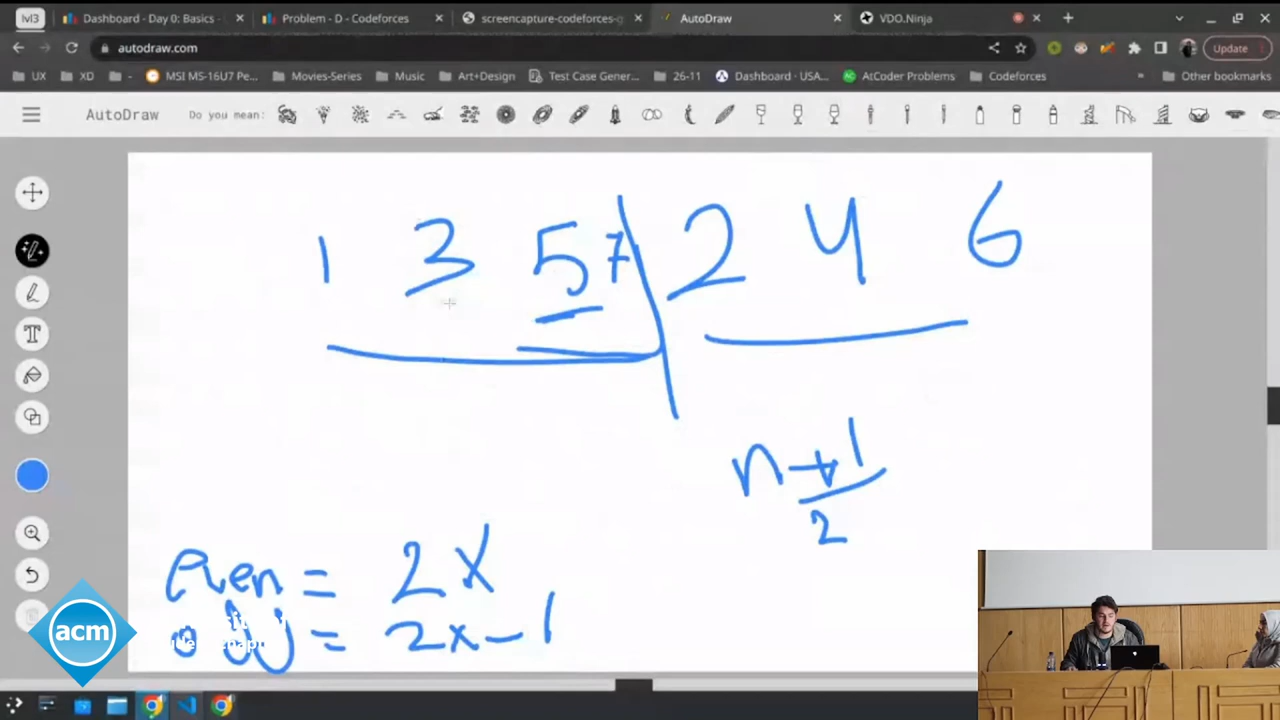 lvl3
Dashboard - Day 0: Basics -
Problem - D - Codeforces
screencapture-codeforces-g
AutoDraw
VDO.Ninja
autodraw.com
Update
UX
XD
-
MSI MS-16U7 Pe...
Movies-Series
Music
Art+Design
Test Case Gener...
26-11
Dashboard · USA...
AtCoder Problems
Codeforces
»
Other bookmarks
AutoDraw
Do you mean:
1 3 5 7 2 4 6
n+1
2
even = 2x
= 2x-1
acm